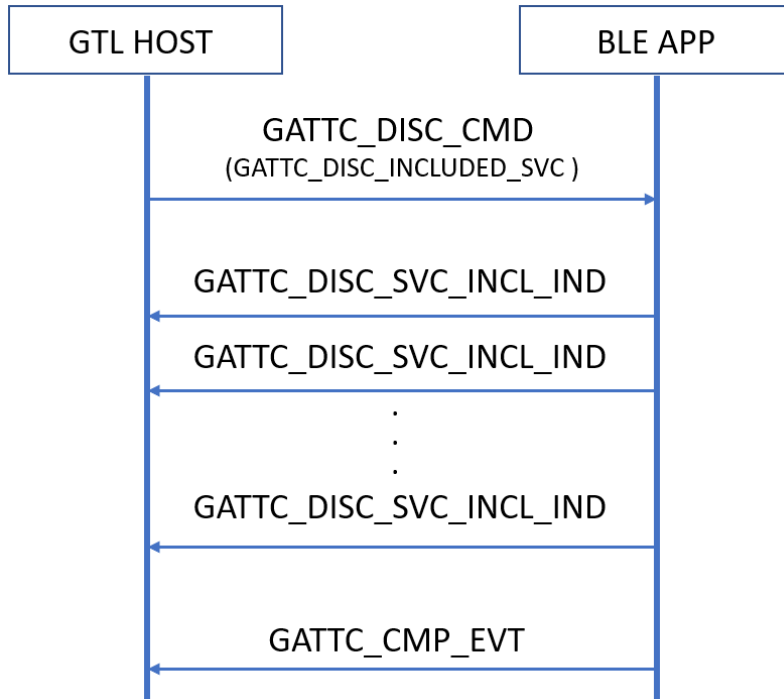 GTL HOST
BLE APP
GATTC_DISC_CMD
(GATTC_DISC_INCLUDED_SVC )
GATTC_DISC_SVC_INCL_IND
GATTC_DISC_SVC_INCL_IND
.
.
.
GATTC_DISC_SVC_INCL_IND
GATTC_CMP_EVT